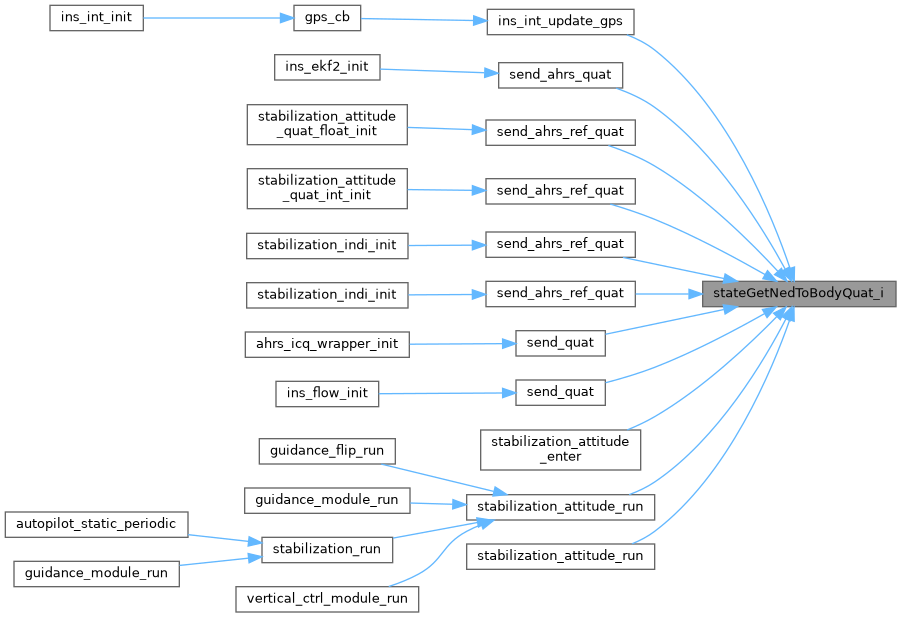 ins_int_init
gps_cb
ins_int_update_gps
ins_ekf2_init
send_ahrs_quat
stabilization_attitude
_quat_float_init
send_ahrs_ref_quat
stabilization_attitude
_quat_int_init
send_ahrs_ref_quat
stabilization_indi_init
send_ahrs_ref_quat
stabilization_indi_init
send_ahrs_ref_quat
stateGetNedToBodyQuat_i
ahrs_icq_wrapper_init
send_quat
ins_flow_init
send_quat
stabilization_attitude
_enter
guidance_flip_run
guidance_module_run
stabilization_attitude_run
autopilot_static_periodic
stabilization_run
stabilization_attitude_run
guidance_module_run
vertical_ctrl_module_run